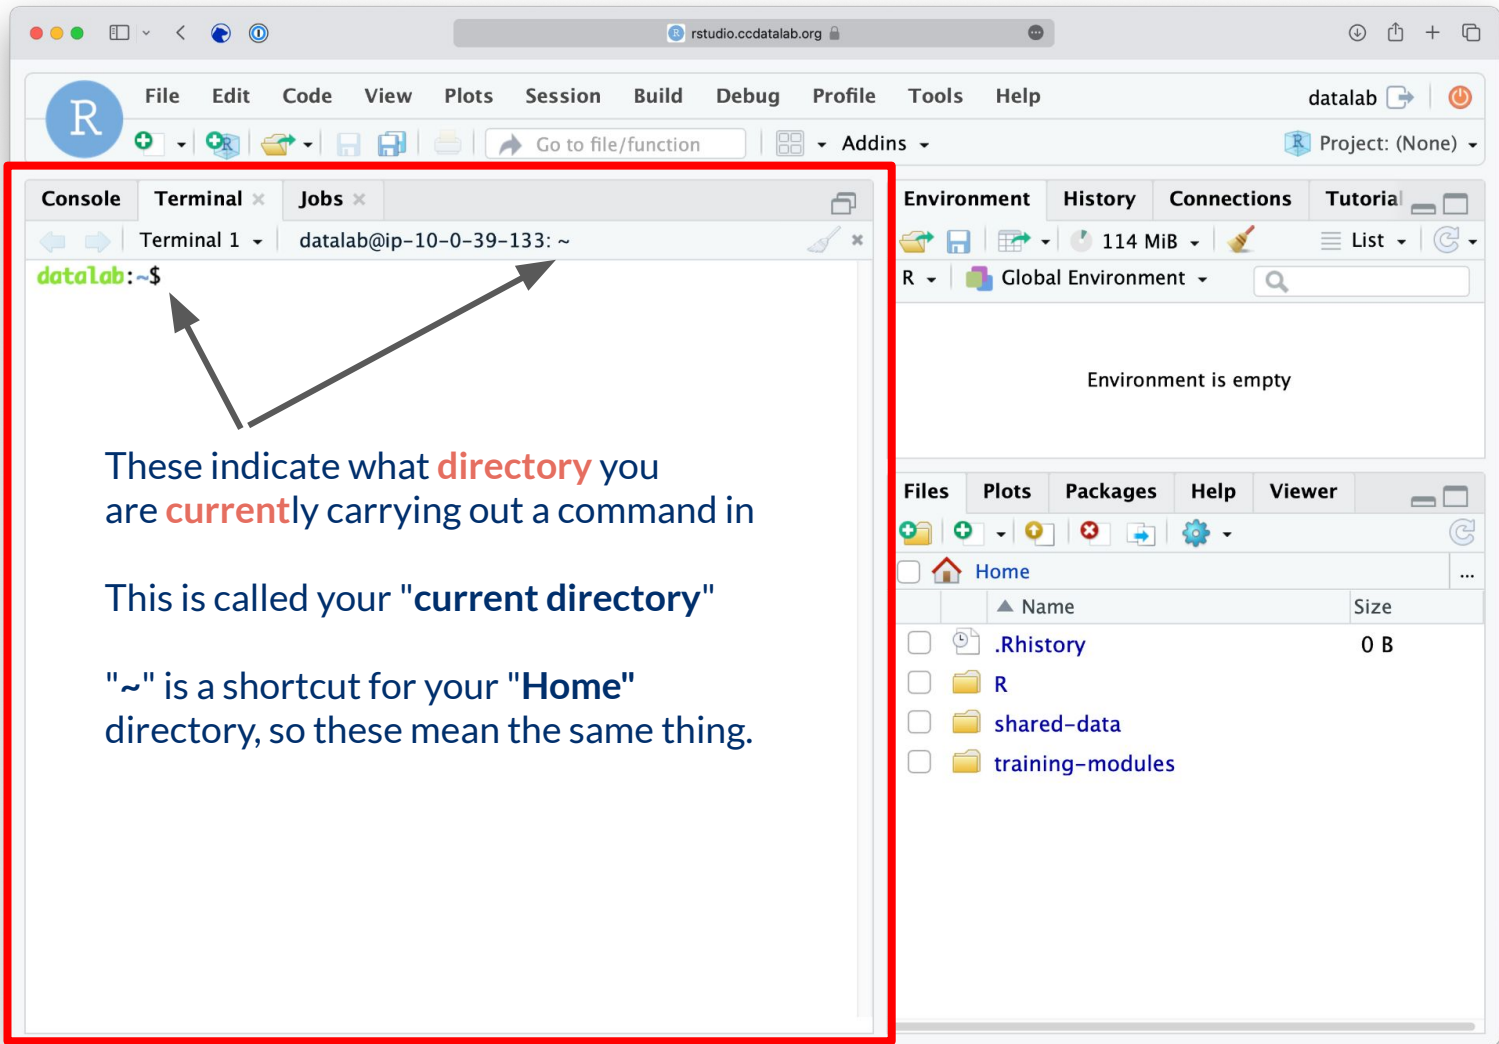 rstudio.ccdatalab.org
R
File Edit Code View Plots Session Build Debug Profile Tools Help
datalab
Go to file/function
Addins
Project: (None)
Console Terminal Jobs
Terminal 1 datalab@ip-10-0-39-133: ~
datalab:~$
These indicate what directory you
are currently carrying out a command in
This is called your "current directory"
"~" is a shortcut for your "Home"
directory, so these mean the same thing.
Environment History Connections Tutorial
114 MiB List
R Global Environment
Environment is empty
Files Plots Packages Help Viewer
Home ...
Name Size
.Rhistory 0 B
R
shared-data
training-modules